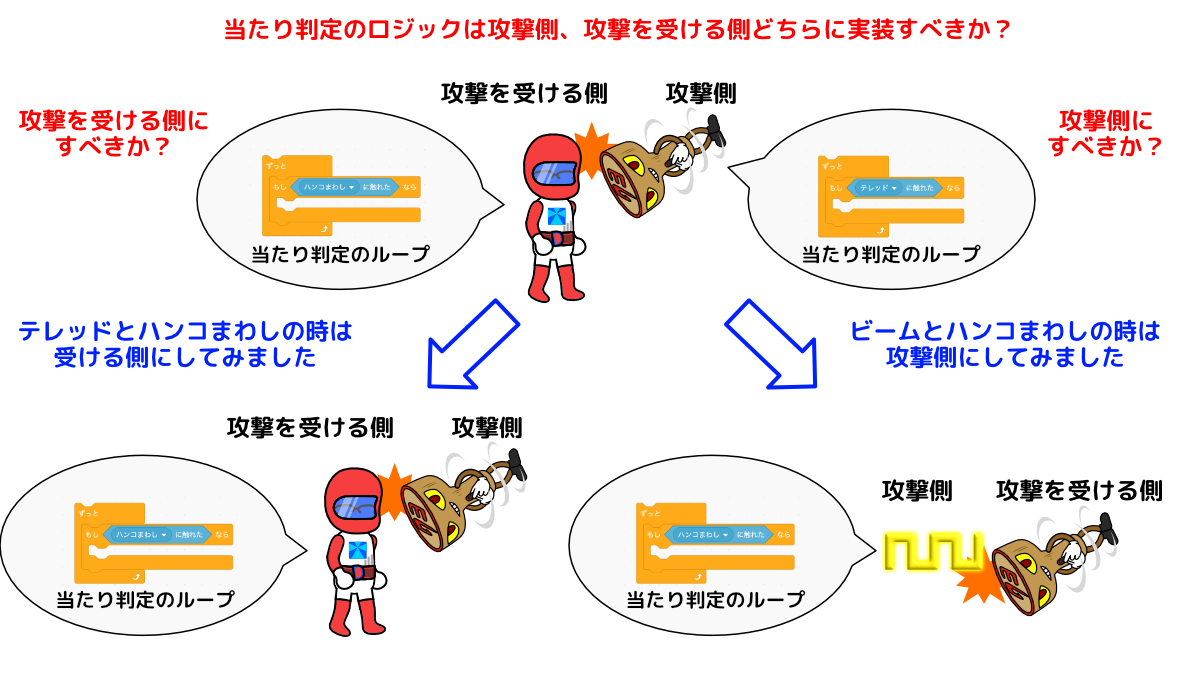 当たり判定のロジックは攻撃側、攻撃を受ける側どちらに実装すべきか？
攻撃を受ける側
攻撃側
攻撃を受ける側に
すべきか？
攻撃側に
すべきか？
ずっと
もし ハンコまわし に触れた なら
当たり判定のループ
ずっと
もし テレッド に触れた なら
当たり判定のループ
テレッドとハンコまわしの時は
受ける側にしてみました
ビームとハンコまわしの時は
攻撃側にしてみました
攻撃を受ける側
攻撃側
ずっと
もし ハンコまわし に触れた なら
当たり判定のループ
攻撃側
攻撃を受ける側
ずっと
もし ハンコまわし に触れた なら
当たり判定のループ